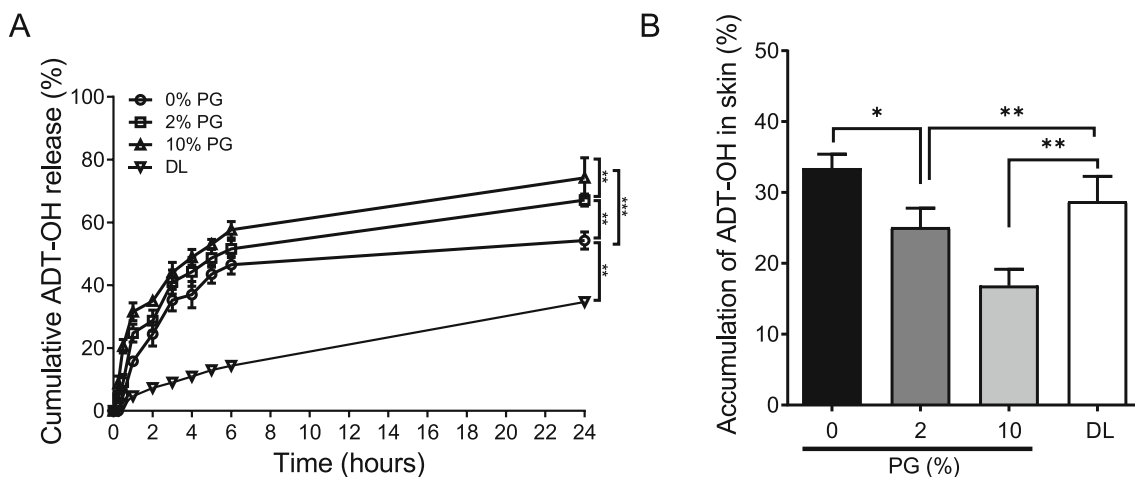 A
Cumulative ADT-OH release (%)
100
80
60
40
20
0
0% PG
2% PG
10% PG
DL
**
**
***
**
0 2 4 6 8 10 12 14 16 18 20 22 24
Time (hours)
B
Accumulation of ADT-OH in skin (%)
50
40
30
20
10
0
*
**
**
0 2 10 DL
PG (%)